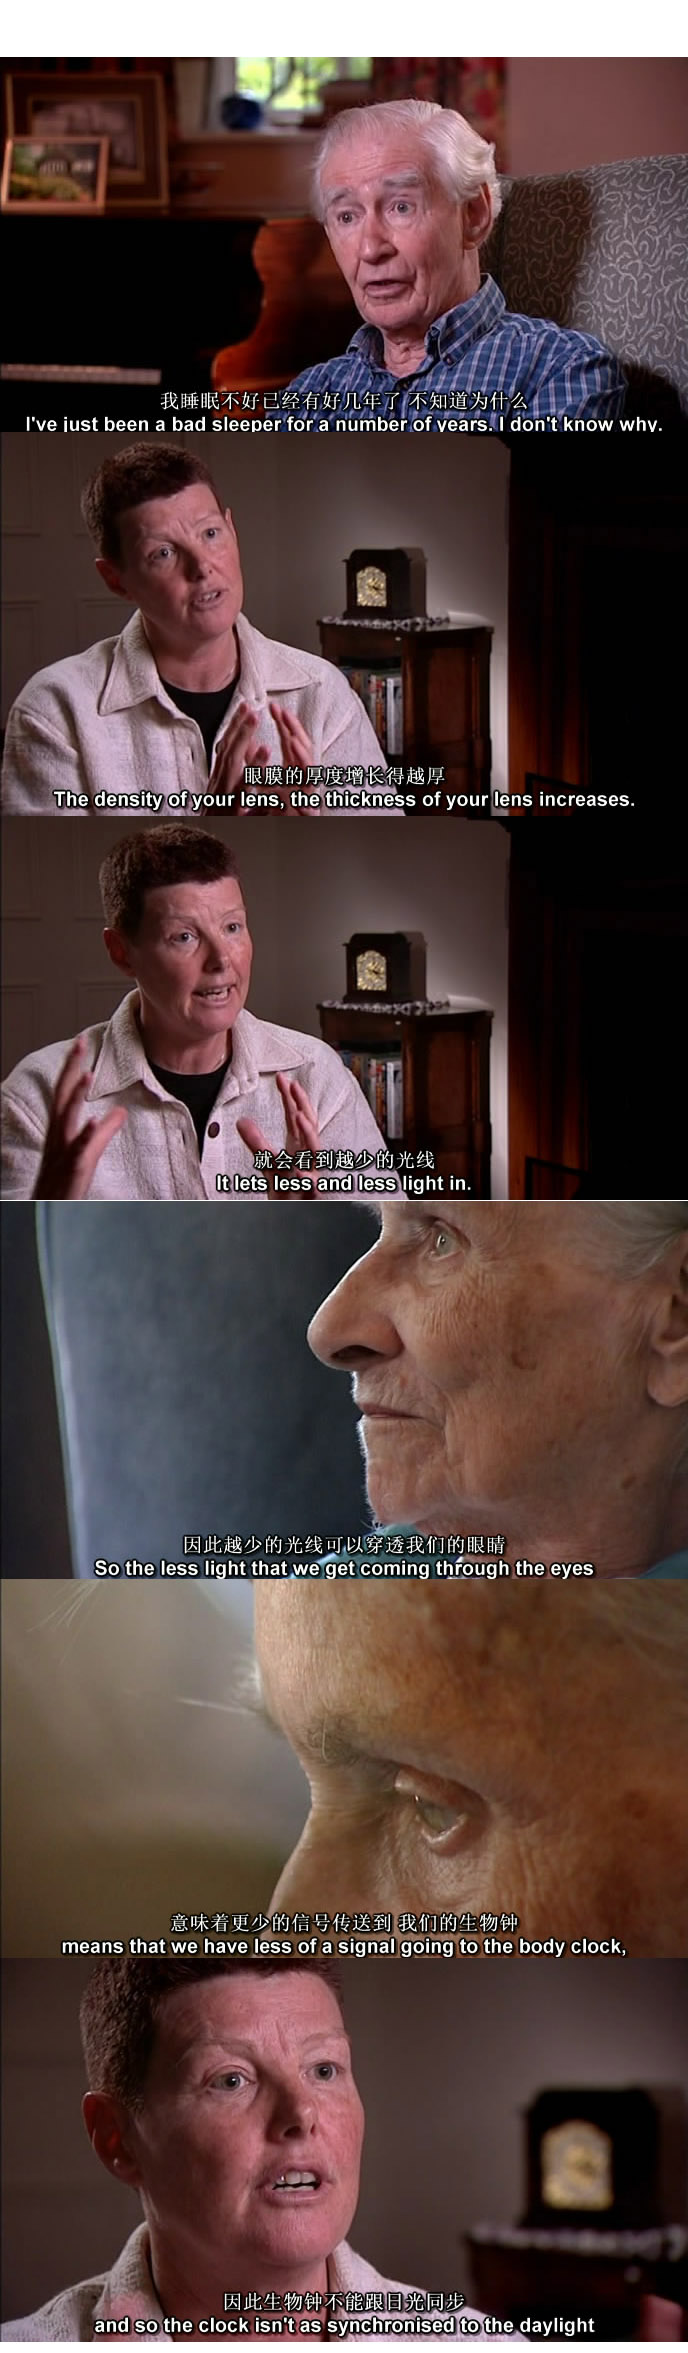 我睡眠不好已经有好几年了 不知道为什么
I've just been a bad sleeper for a number of years. I don't know why.
眼膜的厚度增长得越厚
The density of your lens, the thickness of your lens increases.
就会看到越少的光线
It lets less and less light in.
因此越少的光线可以穿透我们的眼睛
So the less light that we get coming through the eyes
意味着更少的信号传送到 我们的生物钟
means that we have less of a signal going to the body clock,
因此生物钟不能跟日光同步
and so the clock isn't as synchronised to the daylight